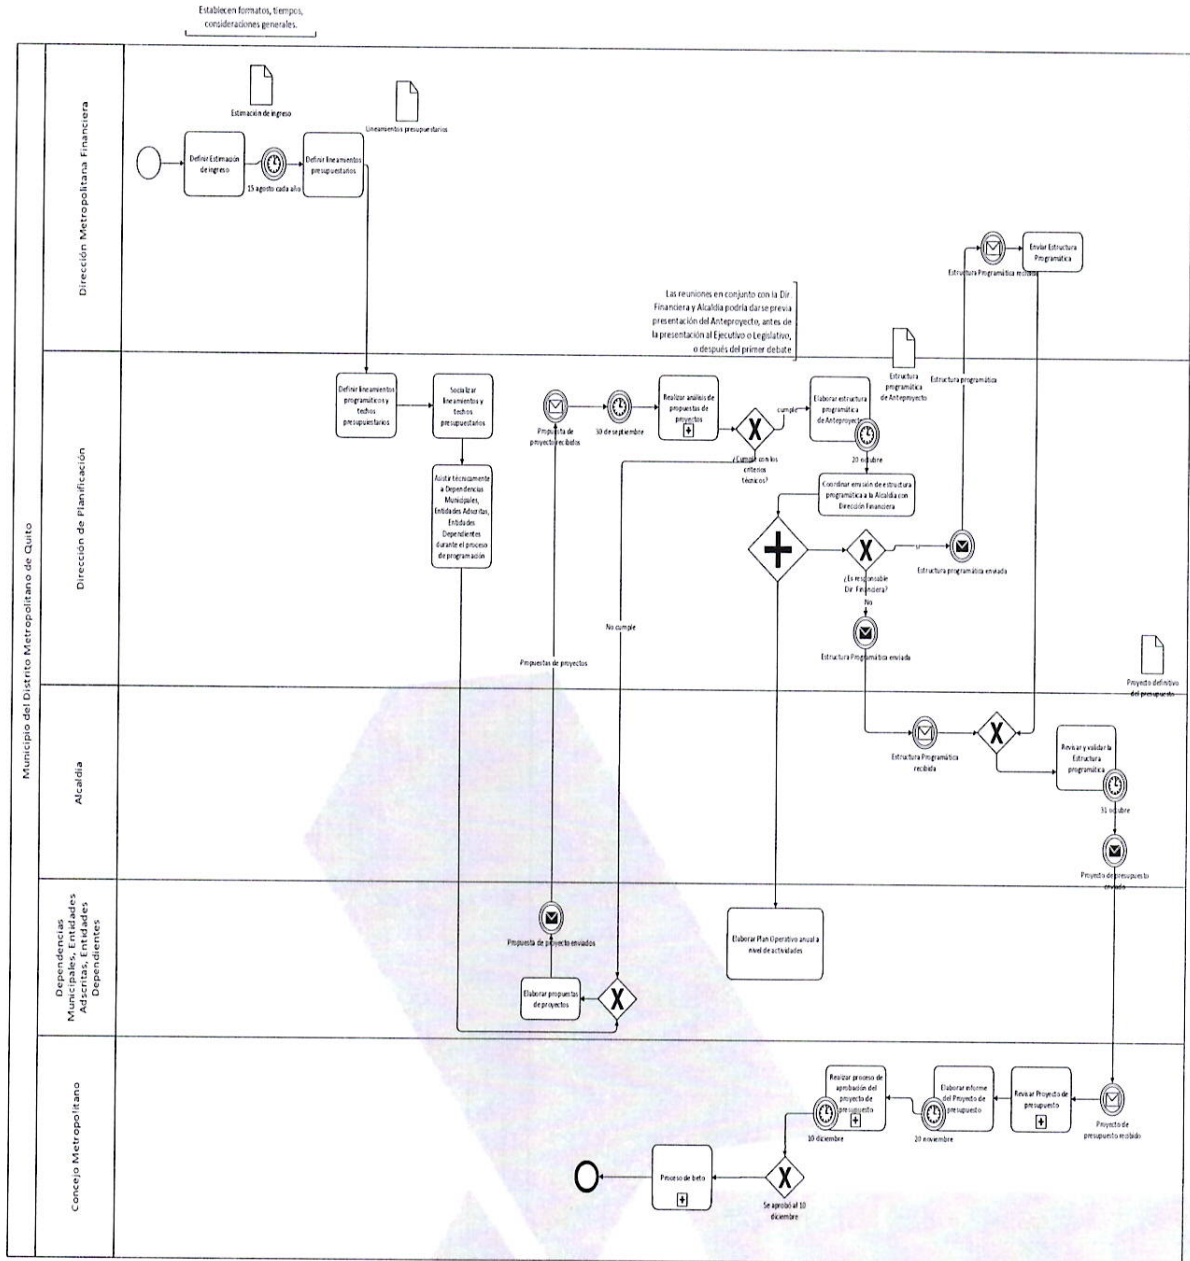 Establecen formatos, tiempos,
consideraciones generales.
Municipio del Distrito Metropolitano de Quito
Dirección Metropolitana Financiera
Estimación de ingreso
Lineamientos presupuestarios
Definir Estimación
de ingreso
15 agosto cada año
Definir lineamientos
presupuestarios
Estructura Programática recibida
Enviar Estructura
Programática
Las reuniones en conjunto con la Dir.
Financiera y Alcaldía podría darse previa
presentación del Anteproyecto, antes de
la presentación al Ejecutivo o Legislativo,
o después del primer debate
Dirección de Planificación
Definir lineamientos
programáticos y
techos
presupuestarios
Socializar
lineamientos y
techos
presupuestarios
Asistir técnicamente
a Dependencias
Municipales,
Entidades Adscritas,
Entidades
Dependientes
durante el proceso
de programación
Propuesta de
proyecto recibidos
30 de septiembre
Realizar análisis de
propuestas de
proyectos
cumple
¿Cumple con los
criterios
técnicos?
Elaborar estructura
programática
de Anteproyecto
20 octubre
Estructura
programática
de Anteproyecto
Estructura programática
Coordinar emisión de estructura
programática a la Alcaldía con
Dirección Financiera
¿Es responsable
Dir. Financiera?
No
Estructura programática enviada
Estructura Programática enviada
No cumple
Propuestas de proyectos
Proyecto definitivo
del presupuesto
Alcaldía
Estructura Programática
recibida
Revisar y validar la
Estructura
programática
31 octubre
Proyecto de presupuesto
enviado
Dependencias
Municipales, Entidades
Adscritas, Entidades
Dependientes
Propuesta de proyecto enviados
Elaborar propuestas
de proyectos
Elaborar Plan Operativo anual a
nivel de actividades
Concejo Metropolitano
Realizar proceso de
aprobación del
proyecto de
presupuesto
10 diciembre
Elaborar informe
del Proyecto de
presupuesto
20 noviembre
Revisar Proyecto de
presupuesto
Proyecto de
presupuesto recibido
Proceso de beto
Se aprobó al 10
diciembre